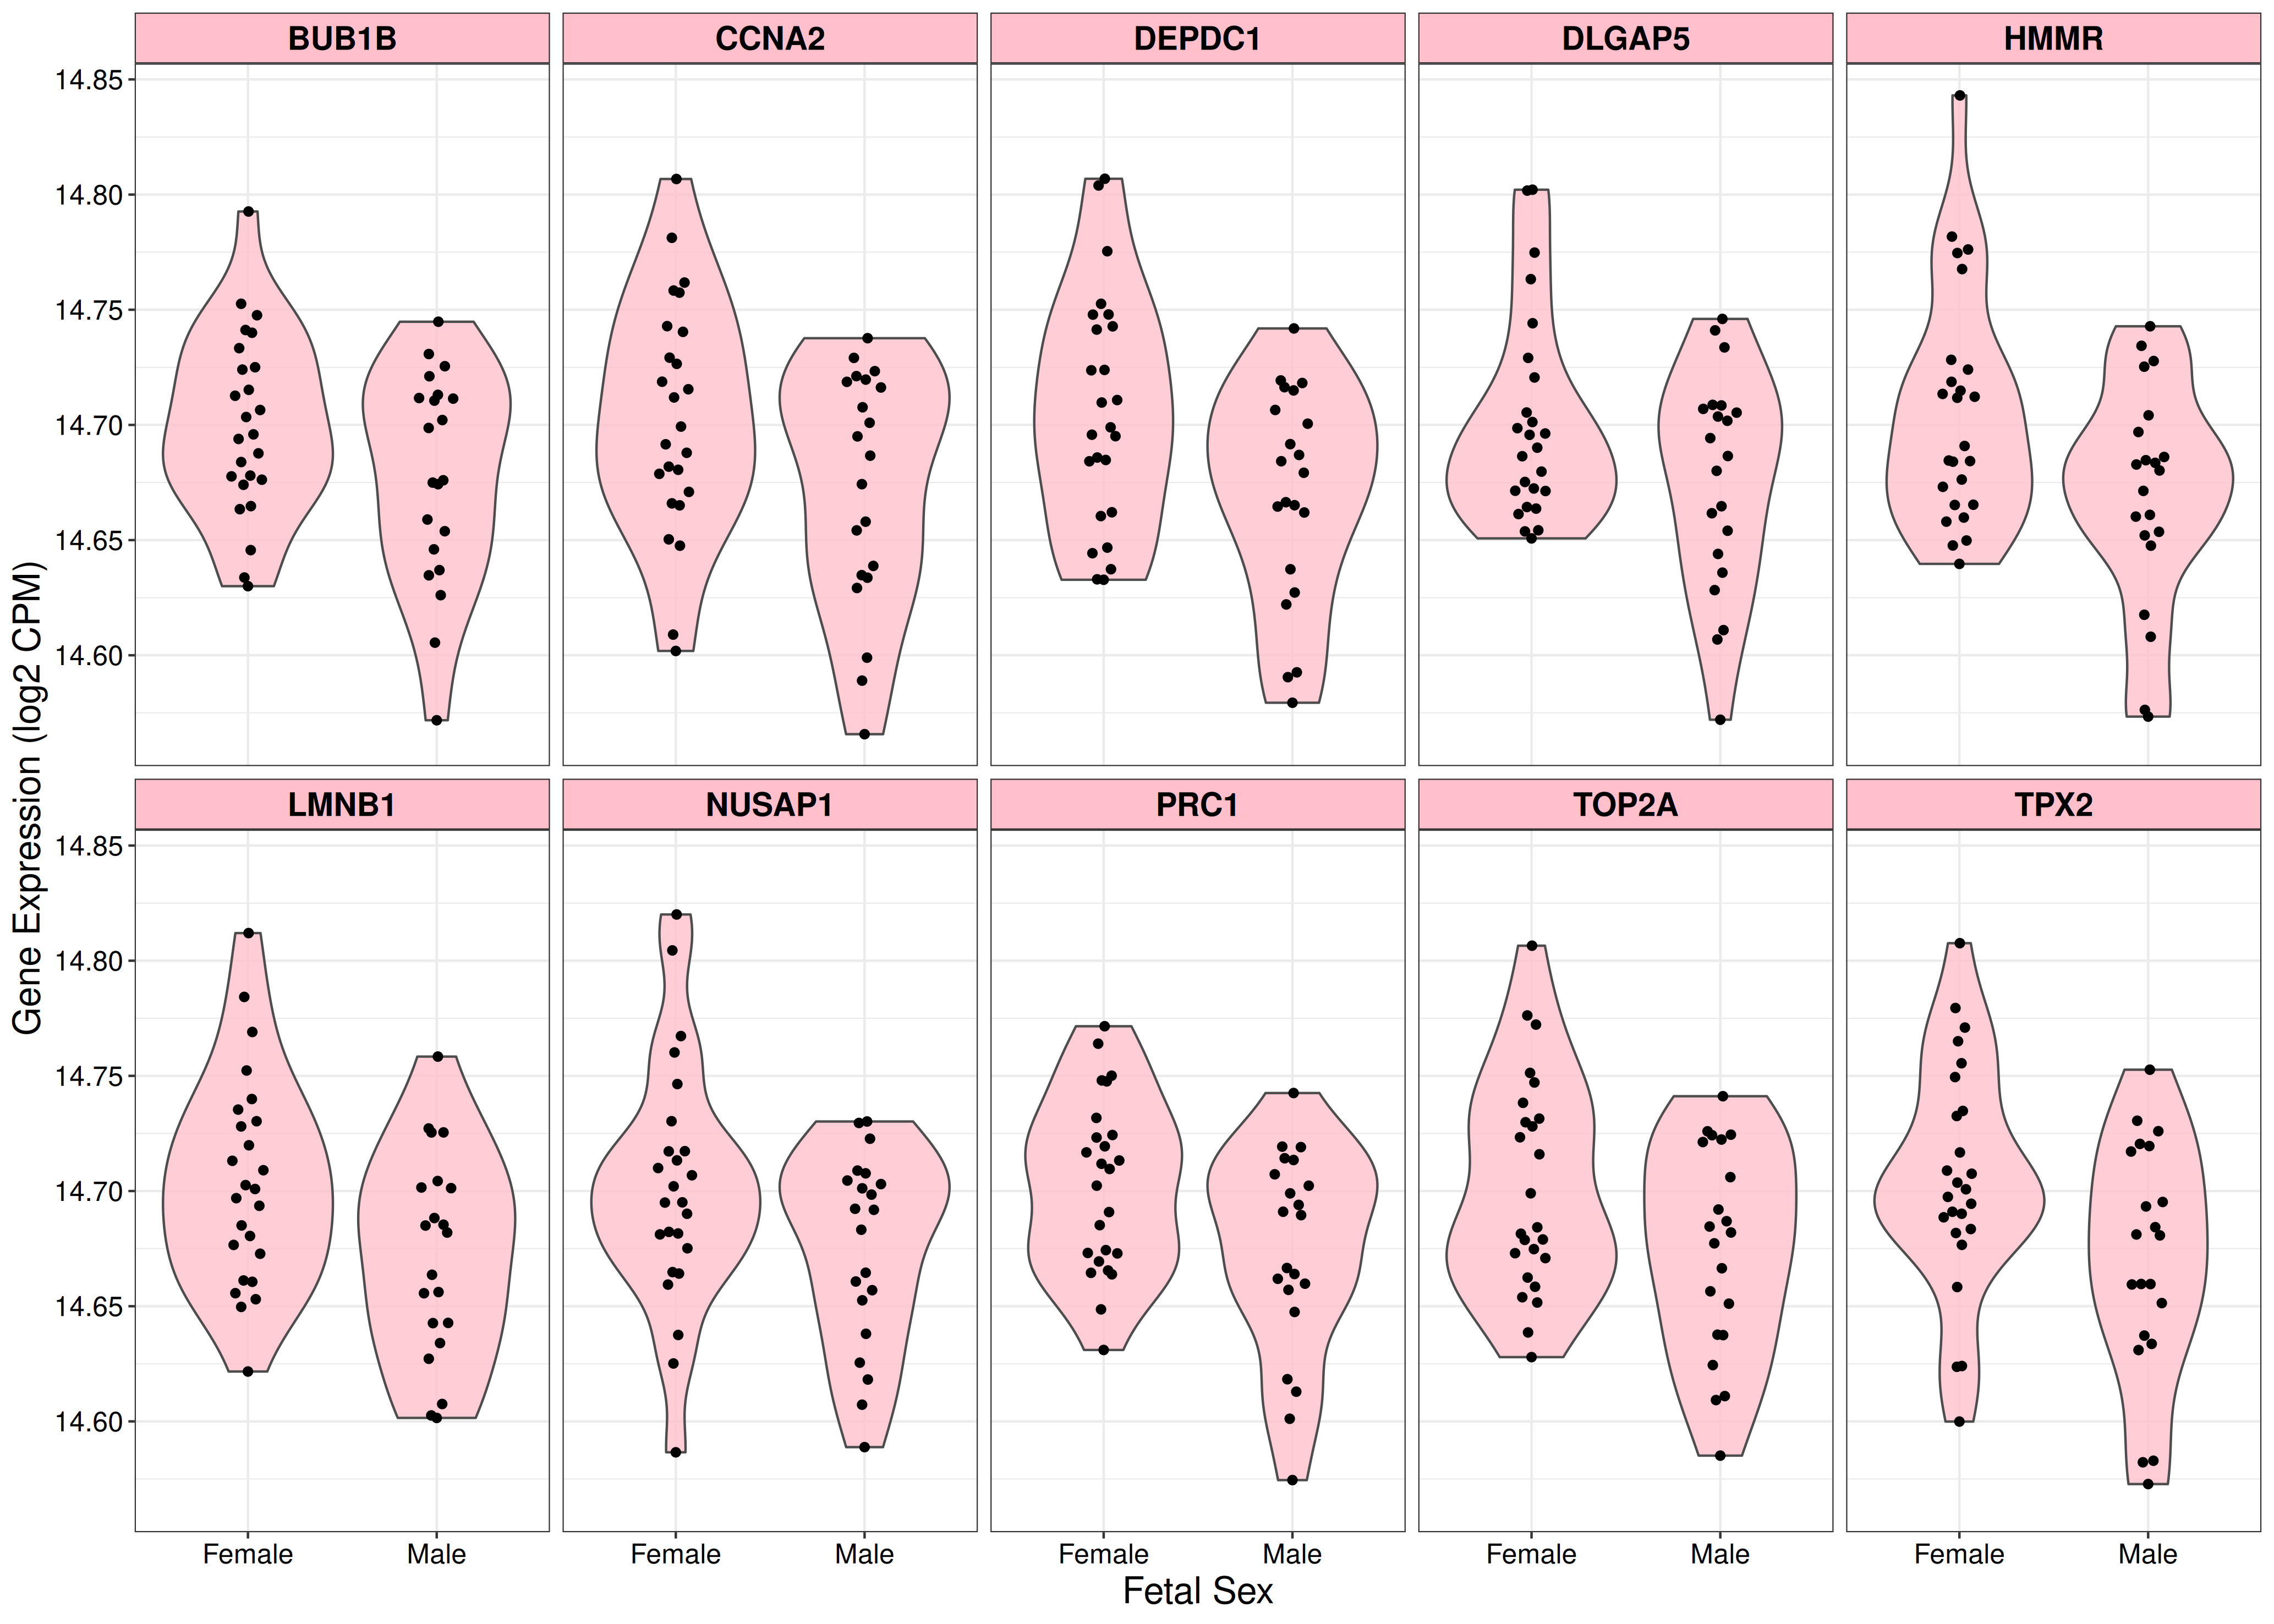 BUB1B CCNA2 DEPDC1 DLGAP5 HMMR
14.85
14.80
14.75
14.70
14.65
14.60
Gene Expression (log2 CPM)
LMNB1 NUSAP1 PRC1 TOP2A TPX2
14.85
14.80
14.75
14.70
14.65
14.60
Female Male Female Male Female Male Female Male Female Male
Fetal Sex